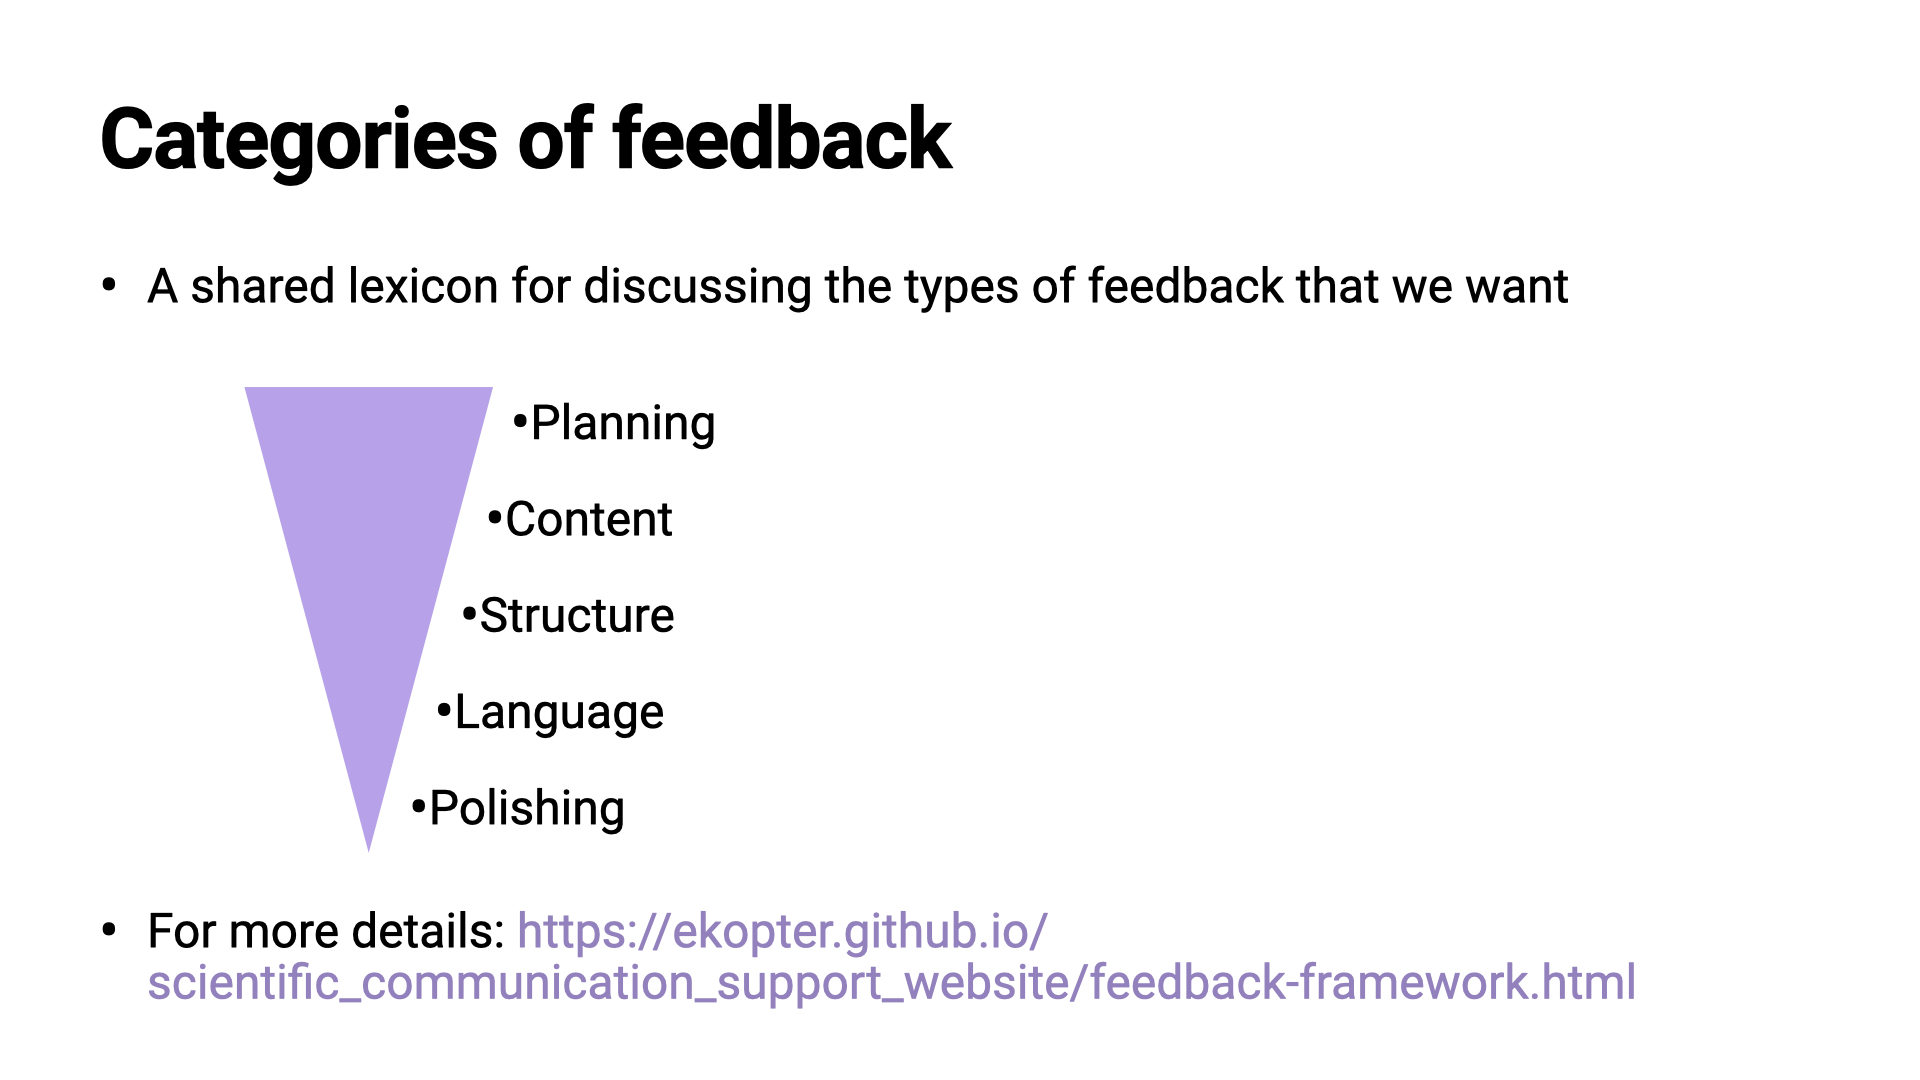 Categories of feedback
• A shared lexicon for discussing the types of feedback that we want
•Planning
•Content
•Structure
•Language
•Polishing
• For more details: https://ekopter.github.io/
scientific_communication_support_website/feedback-framework.html